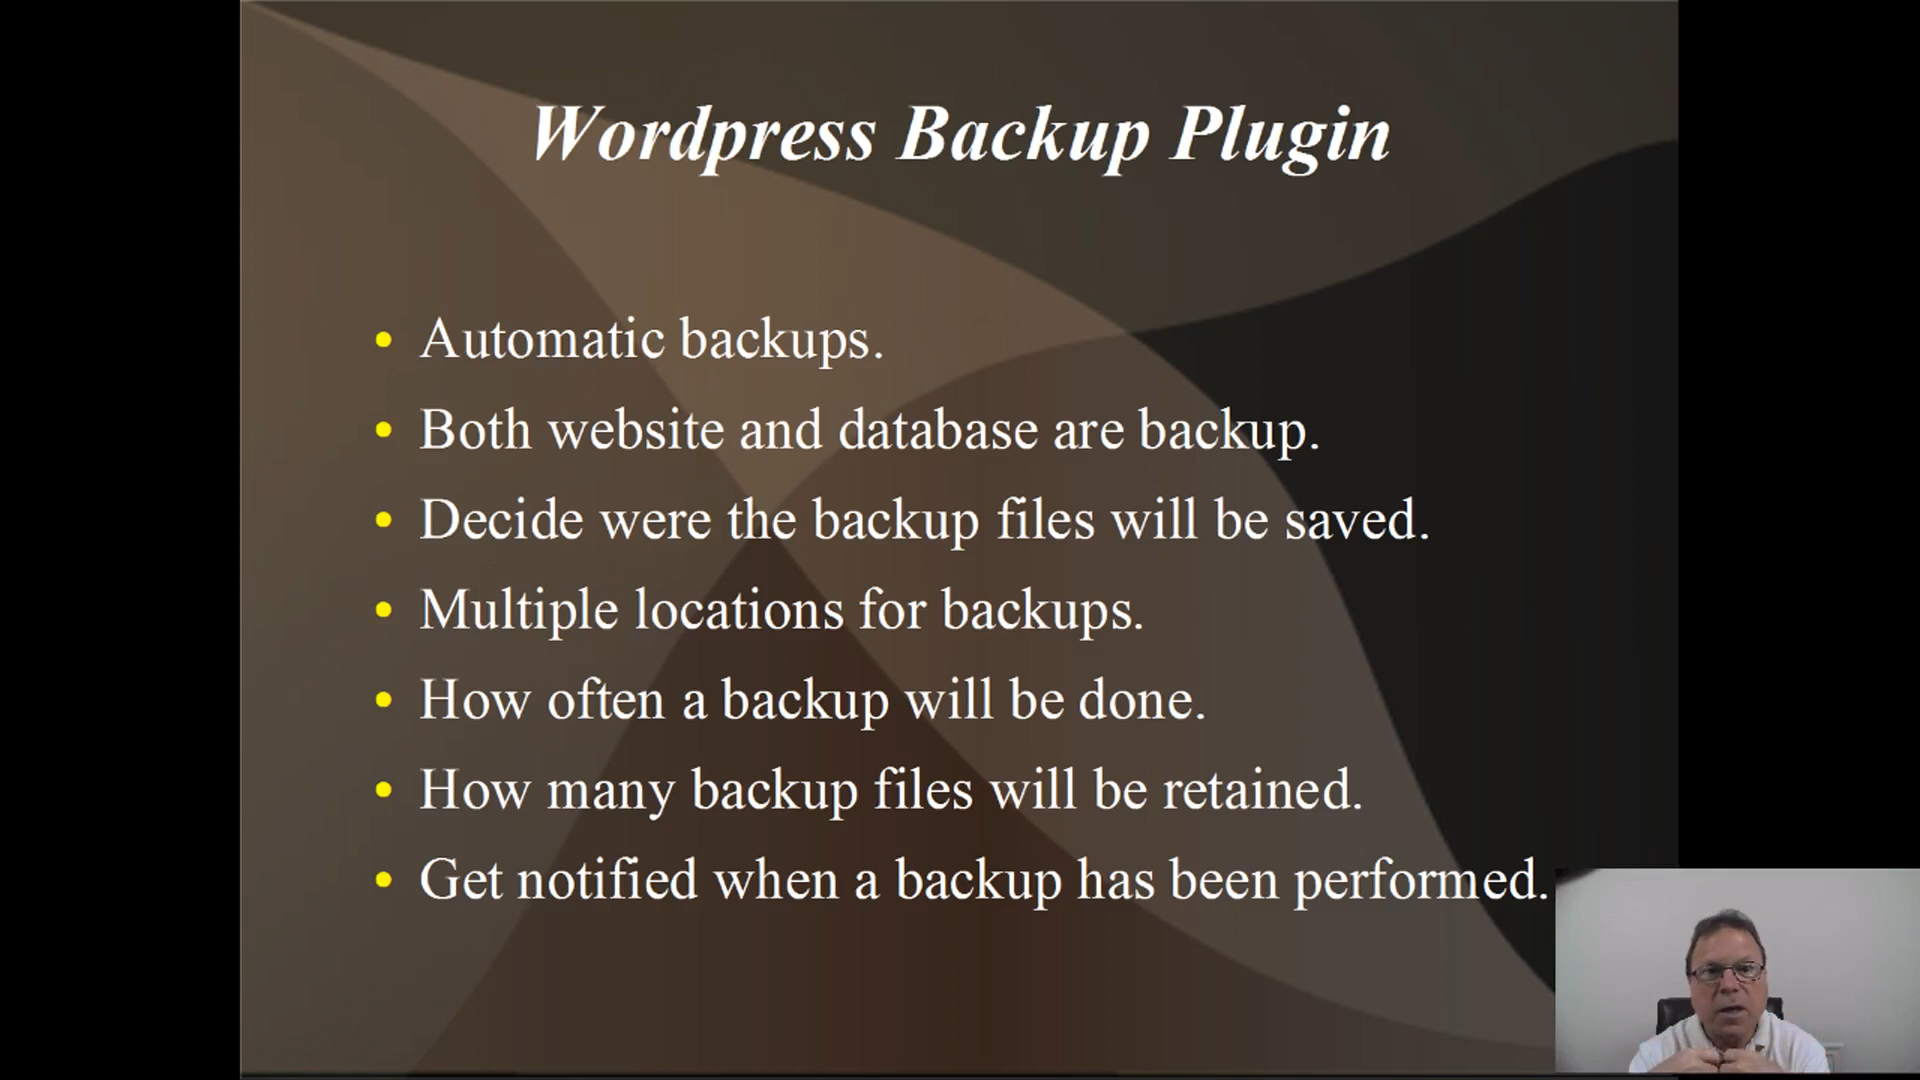 Wordpress Backup Plugin
Automatic backups.
Both website and database are backup.
Decide were the backup files will be saved.
Multiple locations for backups.
How often a backup will be done.
How many backup files will be retained.
Get notified when a backup has been performed.